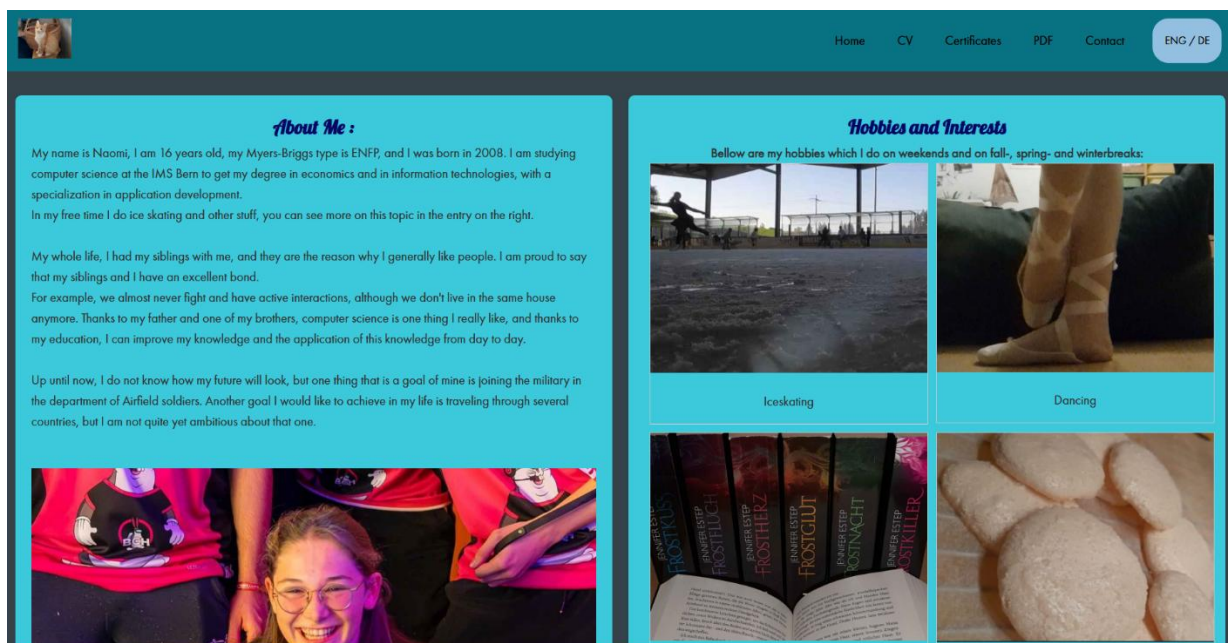 Home CV Certificates PDF Contact ENG / DE
About Me :
My name is Naomi, I am 16 years old, my Myers-Briggs type is ENFP, and I was born in 2008. I am studying
computer science at the IMS Bern to get my degree in economics and in information technologies, with a
specialization in application development.
In my free time I do ice skating and other stuff, you can see more on this topic in the entry on the right.
My whole life, I had my siblings with me, and they are the reason why I generally like people. I am proud to say
that my siblings and I have an excellent bond.
For example, we almost never fight and have active interactions, although we don't live in the same house
anymore. Thanks to my father and one of my brothers, computer science is one thing I really like, and thanks to
my education, I can improve my knowledge and the application of this knowledge from day to day.
Up until now, I do not know how my future will look, but one thing that is a goal of mine is joining the military in
the department of Airfield soldiers. Another goal I would like to achieve in my life is traveling through several
countries, but I am not quite yet ambitious about that one.
Hobbies and Interests
Bellow are my hobbies which I do on weekends and on fall-, spring- and winterbreaks:
Iceskating
Dancing
JENNIFER ESTEP FROSTKUSS
JENNIFER ESTEP FROSTFLUCH
JENNIFER ESTEP FROSTHERZ
JENNIFER ESTEP FROSTGLUT
JENNIFER ESTEP FROSTNACHT
JENNIFER ESTEP FROSTKILLER